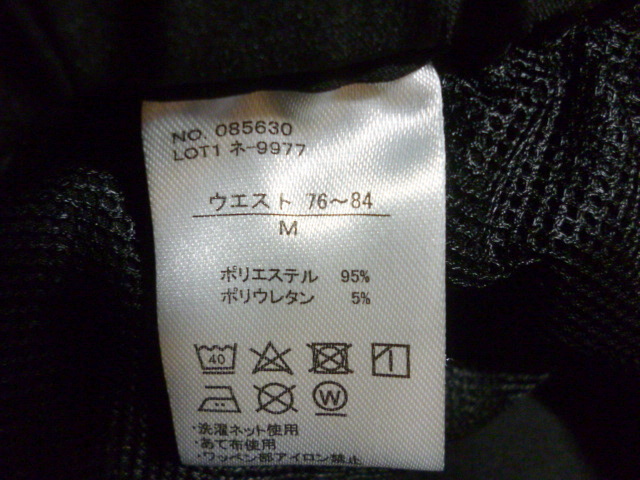 NO. 085630
LOT1 ネ-9977
ウエスト 76〜84
M
ポリエステル 95%
ポリウレタン 5%
40
W
・洗濯ネット使用
・あて布使用
・ワッペン部アイロン禁止